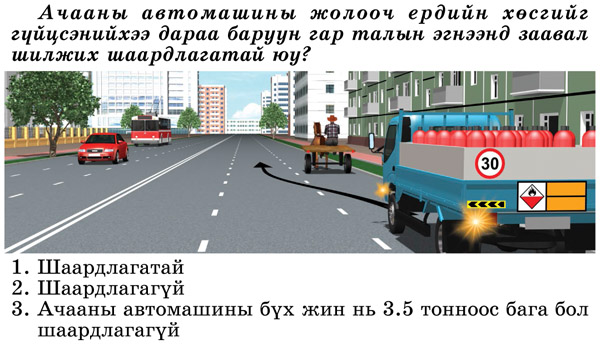 Ачааны автомашины жолооч ердийн хөсгийг
гүйцсэнийхээ дараа баруун гар талын эгнээнд заавал
шилжих шаардлагатай юу?
30
1. Шаардлагатай
2. Шаардлагагүй
3. Ачааны автомашины бүх жин нь 3.5 тонноос бага бол
шаардлагагүй